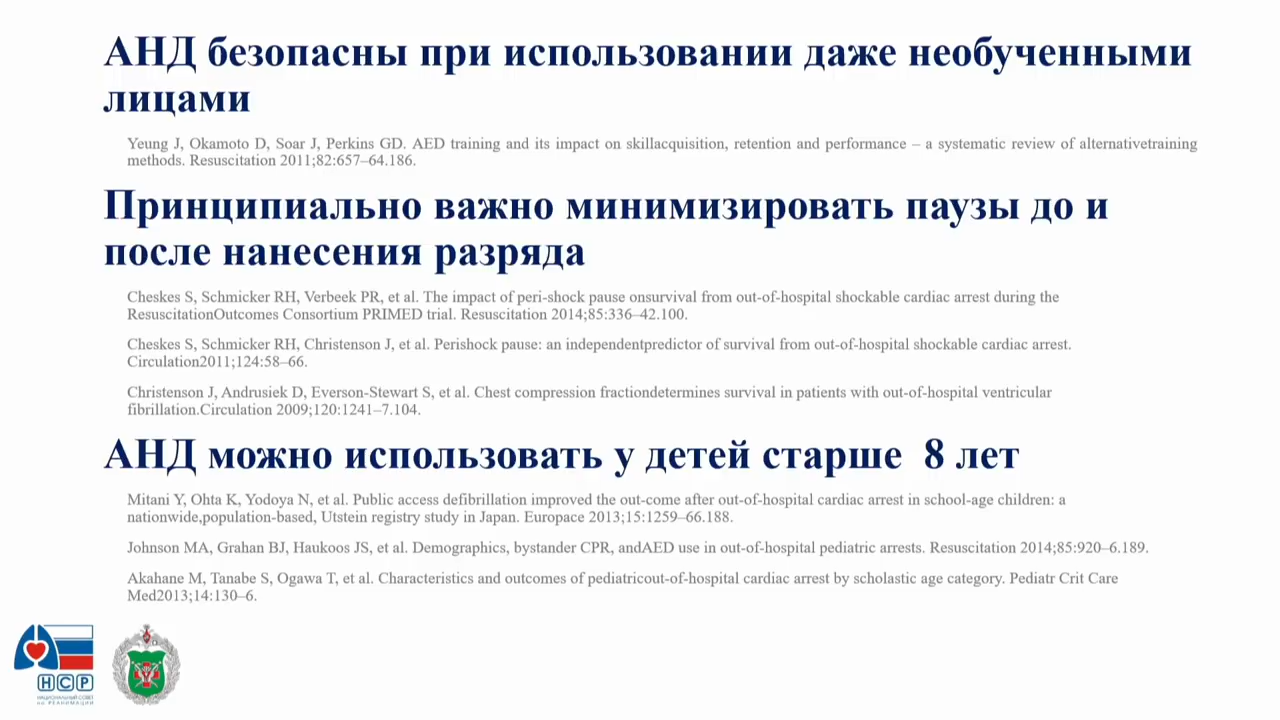 АНД безопасны при использовании даже необученными
лицами
Yeung J, Okamoto D, Soar J, Perkins GD. AED training and its impact on skillacquisition, retention and performance – a systematic review of alternativetraining
methods. Resuscitation 2011;82:657–64.186.
Принципиально важно минимизировать паузы до и
после нанесения разряда
Cheskes S, Schmicker RH, Verbeek PR, et al. The impact of peri-shock pause onsurvival from out-of-hospital shockable cardiac arrest during the
ResuscitationOutcomes Consortium PRIMED trial. Resuscitation 2014;85:336–42.100.
Cheskes S, Schmicker RH, Christenson J, et al. Perishock pause: an independentpredictor of survival from out-of-hospital shockable cardiac arrest.
Circulation2011;124:58–66.
Christenson J, Andrusiek D, Everson-Stewart S, et al. Chest compression fractiondetermines survival in patients with out-of-hospital ventricular
fibrillation.Circulation 2009;120:1241–7.104.
АНД можно использовать у детей старше  8 лет
Mitani Y, Ohta K, Yodoya N, et al. Public access defibrillation improved the out-come after out-of-hospital cardiac arrest in school-age children: a
nationwide,population-based, Utstein registry study in Japan. Europace 2013;15:1259–66.188.
Johnson MA, Grahan BJ, Haukoos JS, et al. Demographics, bystander CPR, andAED use in out-of-hospital pediatric arrests. Resuscitation 2014;85:920–6.189.
Akahane M, Tanabe S, Ogawa T, et al. Characteristics and outcomes of pediatricout-of-hospital cardiac arrest by scholastic age category. Pediatr Crit Care
Med2013;14:130–6.
НСР
НАЦИОНАЛЬНЫЙ СОВЕТ
ПО РЕАНИМАЦИИ